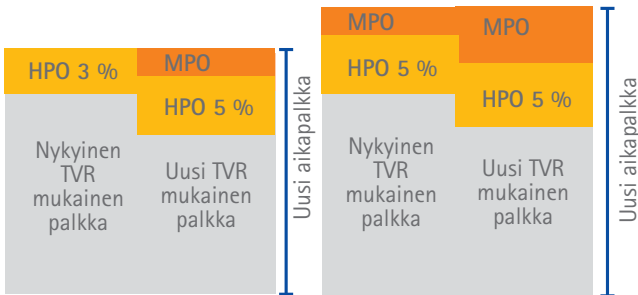 HPO 3 %
Nykyinen
TVR
mukainen
palkka
MPO
HPO 5 %
Uusi TVR
mukainen
palkka
Uusi aikapalkka
MPO
HPO 5 %
Nykyinen
TVR
mukainen
palkka
MPO
HPO 5 %
Uusi TVR
mukainen
palkka
Uusi aikapalkka